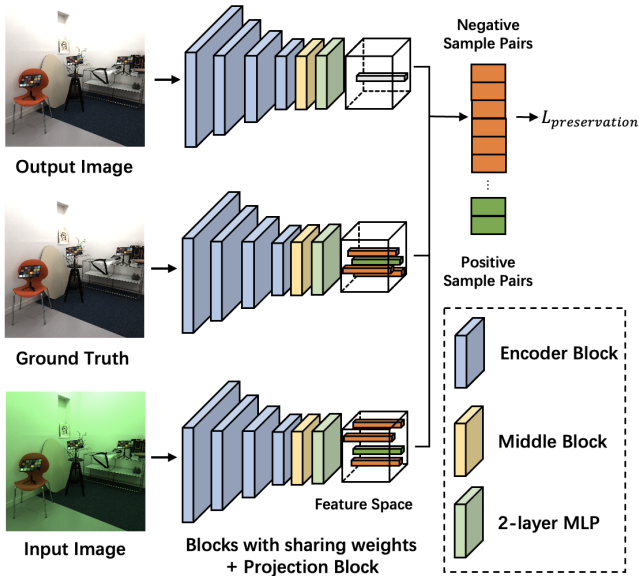 Output Image
Ground Truth
Input Image
Feature Space
Blocks with sharing weights
+ Projection Block
Negative
Sample Pairs
L_preservation
...
Positive
Sample Pairs
Encoder Block
Middle Block
2-layer MLP